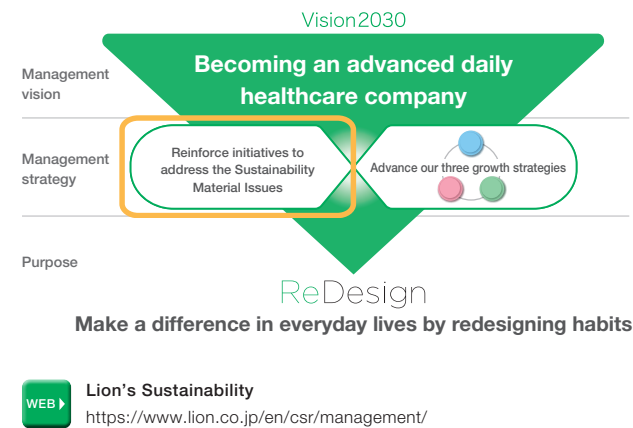 Vision2030
Management
vision
Becoming an advanced daily
healthcare company
Management
strategy
Reinforce initiatives to
address the Sustainability
Material Issues
Advance our three growth strategies
Purpose
ReDesign
Make a difference in everyday lives by redesigning habits
WEB
Lion's Sustainability
https://www.lion.co.jp/en/csr/management/